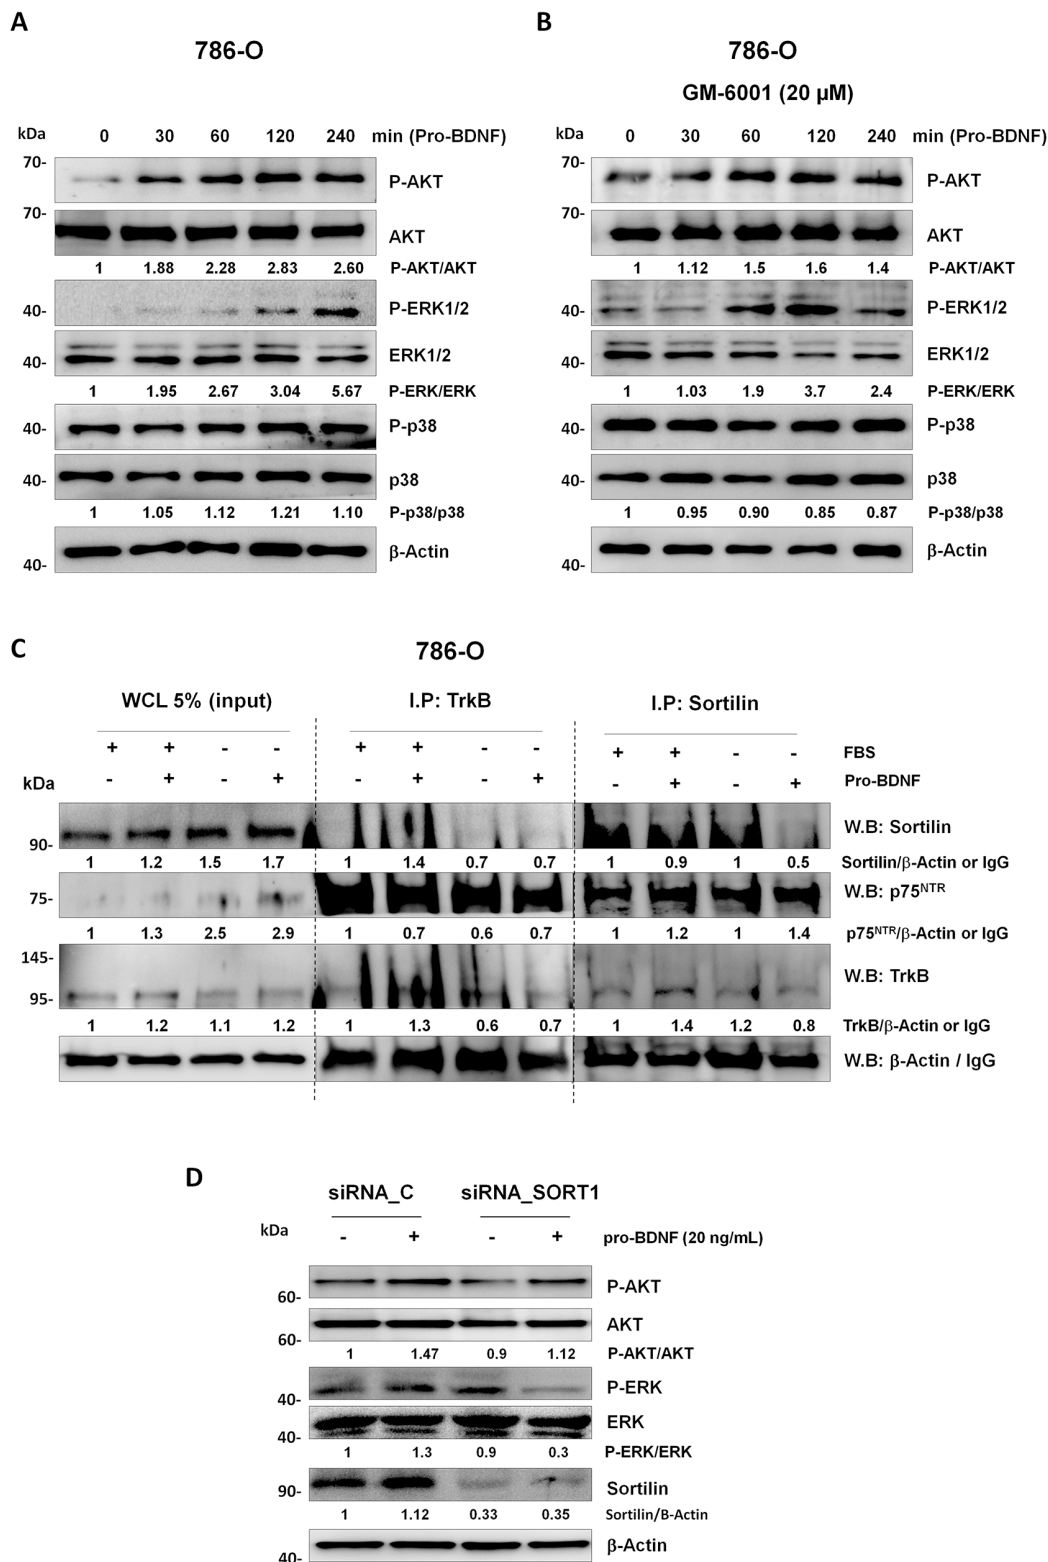 A
786-O
kDa 0 30 60 120 240 min (Pro-BDNF)
70- P-AKT
70- AKT
1 1.88 2.28 2.83 2.60 P-AKT/AKT
40- P-ERK1/2
40- ERK1/2
1 1.95 2.67 3.04 5.67 P-ERK/ERK
40- P-p38
40- p38
1 1.05 1.12 1.21 1.10 P-p38/p38
40- β-Actin
B
786-O
GM-6001 (20 µM)
kDa 0 30 60 120 240 min (Pro-BDNF)
70- P-AKT
70- AKT
1 1.12 1.5 1.6 1.4 P-AKT/AKT
40- P-ERK1/2
40- ERK1/2
1 1.03 1.9 3.7 2.4 P-ERK/ERK
40- P-p38
40- p38
1 0.95 0.90 0.85 0.87 P-p38/p38
40- β-Actin
C
786-O
WCL 5% (input) I.P: TrkB I.P: Sortilin
+ + - - + + - - + + - - FBS
kDa - + - + - + - + - + - + Pro-BDNF
90- W.B: Sortilin
1 1.2 1.5 1.7 1 1.4 0.7 0.7 1 0.9 1 0.5 Sortilin/β-Actin or IgG
75- W.B: p75NTR
1 1.3 2.5 2.9 1 0.7 0.6 0.7 1 1.2 1 1.4 p75NTR/β-Actin or IgG
145- W.B: TrkB
95-
1 1.2 1.1 1.2 1 1.3 0.6 0.7 1 1.4 1.2 0.8 TrkB/β-Actin or IgG
W.B: β-Actin / IgG
D
siRNA_C siRNA_SORT1
kDa - + - + pro-BDNF (20 ng/mL)
60- P-AKT
60- AKT
1 1.47 0.9 1.12 P-AKT/AKT
40- P-ERK
40- ERK
1 1.3 0.9 0.3 P-ERK/ERK
90- Sortilin
1 1.12 0.33 0.35 Sortilin/B-Actin
40- β-Actin